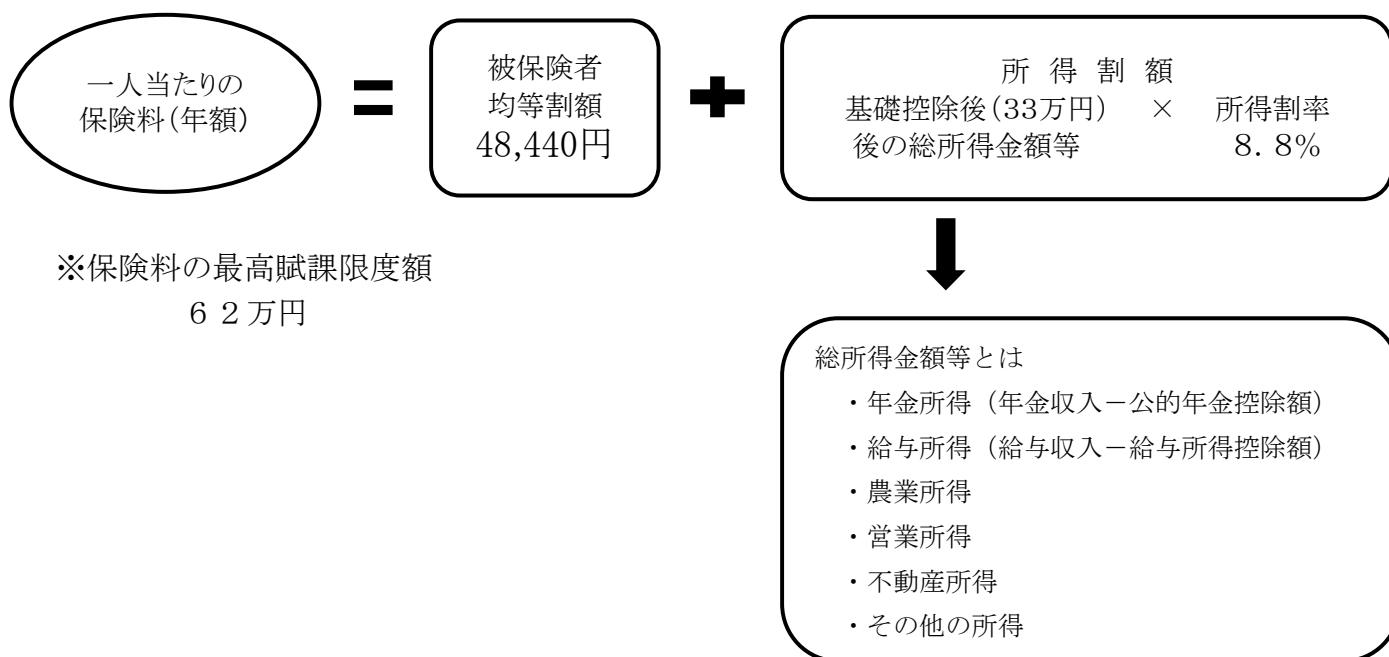 一人当たりの
保険料(年額)
=
被保険者
均等割額
48,440円
+
所 得 割 額
基礎控除後(33万円) × 所得割率
後の総所得金額等 8.8%
※保険料の最高賦課限度額
62万円
総所得金額等とは
・年金所得(年金収入-公的年金控除額)
・給与所得(給与収入-給与所得控除額)
・農業所得
・営業所得
・不動産所得
・その他の所得